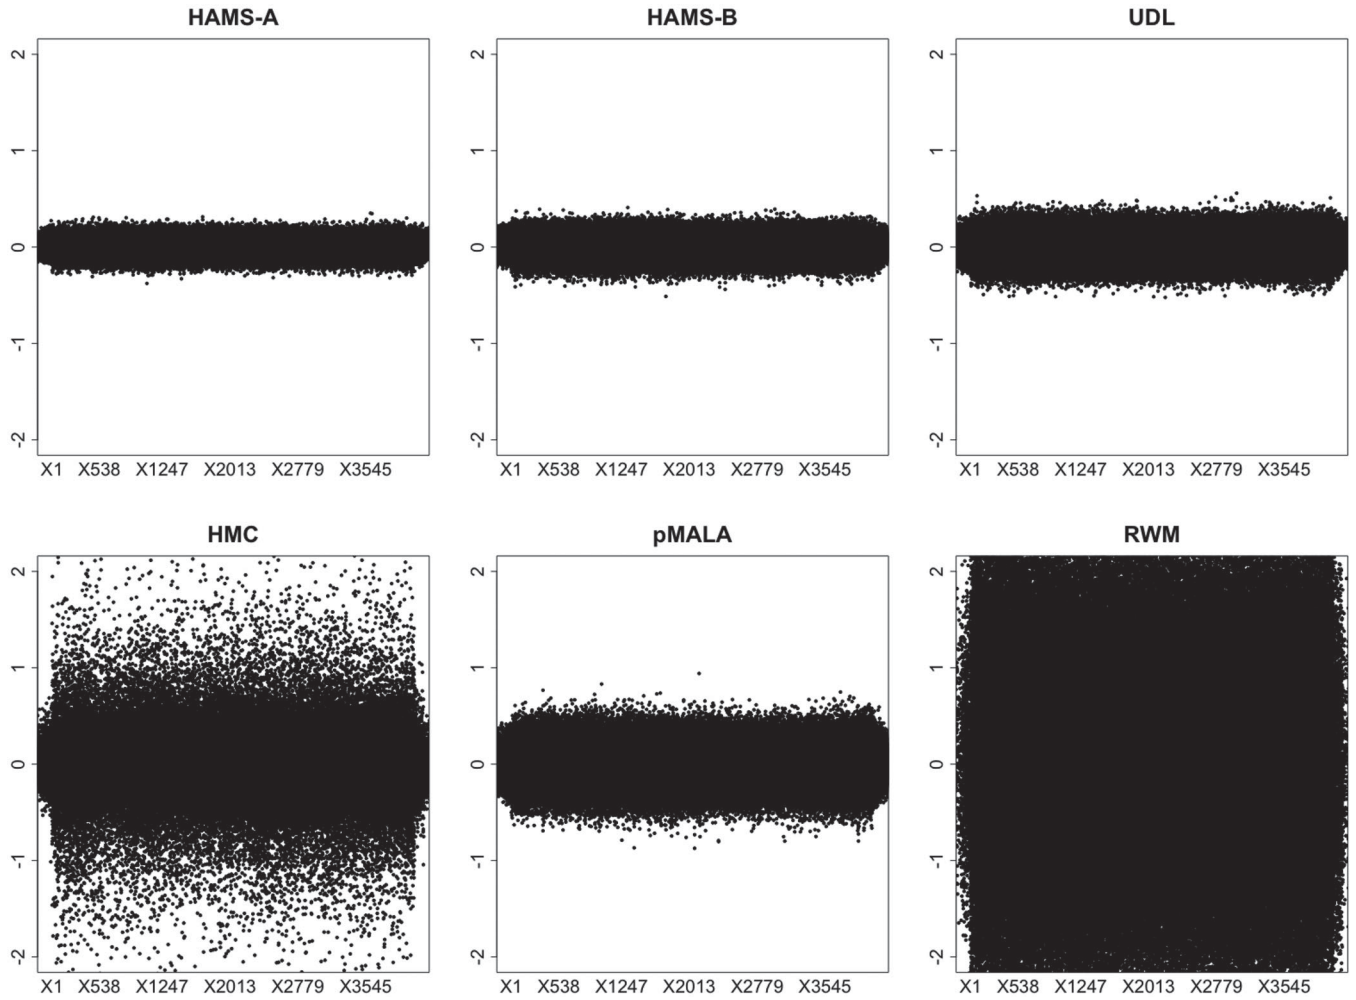 HAMS-A HAMS-B UDL
2 2 2
1 1 1
0 0 0
-1 -1 -1
-2 -2 -2
X1 X538 X1247 X2013 X2779 X3545 X1 X538 X1247 X2013 X2779 X3545 X1 X538 X1247 X2013 X2779 X3545
HMC pMALA RWM
2 2 2
1 1 1
0 0 0
-1 -1 -1
-2 -2 -2
X1 X538 X1247 X2013 X2779 X3545 X1 X538 X1247 X2013 X2779 X3545 X1 X538 X1247 X2013 X2779 X3545